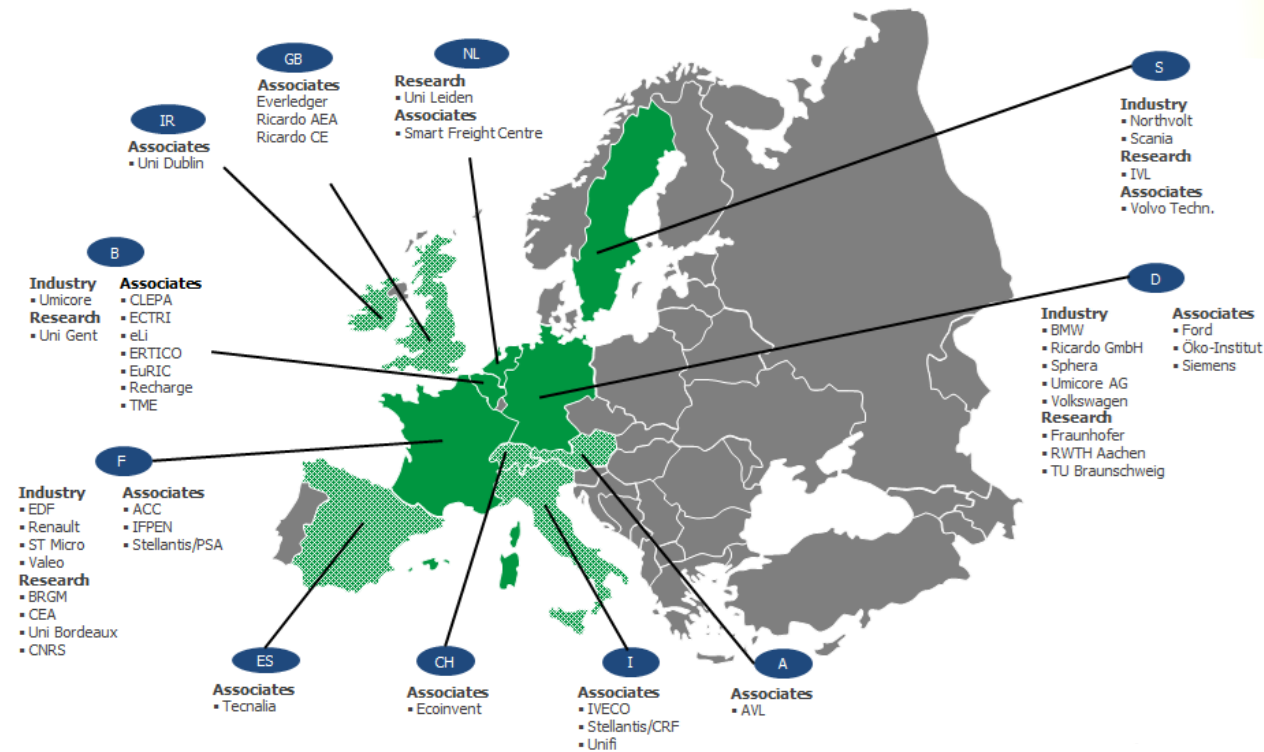 GB
Associates
Everledger
Ricardo AEA
Ricardo CE
NL
Research
▪ Uni Leiden
Associates
▪ Smart Freight Centre
S
Industry
▪ Northvolt
▪ Scania
Research
▪ IVL
Associates
▪ Volvo Techn.
IR
Associates
▪ Uni Dublin
B
Industry
▪ Umicore
Research
▪ Uni Gent
Associates
▪ CLEPA
▪ ECTRI
▪ eLi
▪ ERTICO
▪ EuRIC
▪ Recharge
▪ TME
D
Industry
▪ BMW
▪ Ricardo GmbH
▪ Sphera
▪ Umicore AG
▪ Volkswagen
Research
▪ Fraunhofer
▪ RWTH Aachen
▪ TU Braunschweig
Associates
▪ Ford
▪ Öko-Institut
▪ Siemens
F
Industry
▪ EDF
▪ Renault
▪ ST Micro
▪ Valeo
Research
▪ BRGM
▪ CEA
▪ Uni Bordeaux
▪ CNRS
Associates
▪ ACC
▪ IFPEN
▪ Stellantis/PSA
ES
Associates
▪ Tecnalia
CH
Associates
▪ Ecoinvent
I
Associates
▪ IVECO
▪ Stellantis/CRF
▪ Unifi
A
Associates
▪ AVL